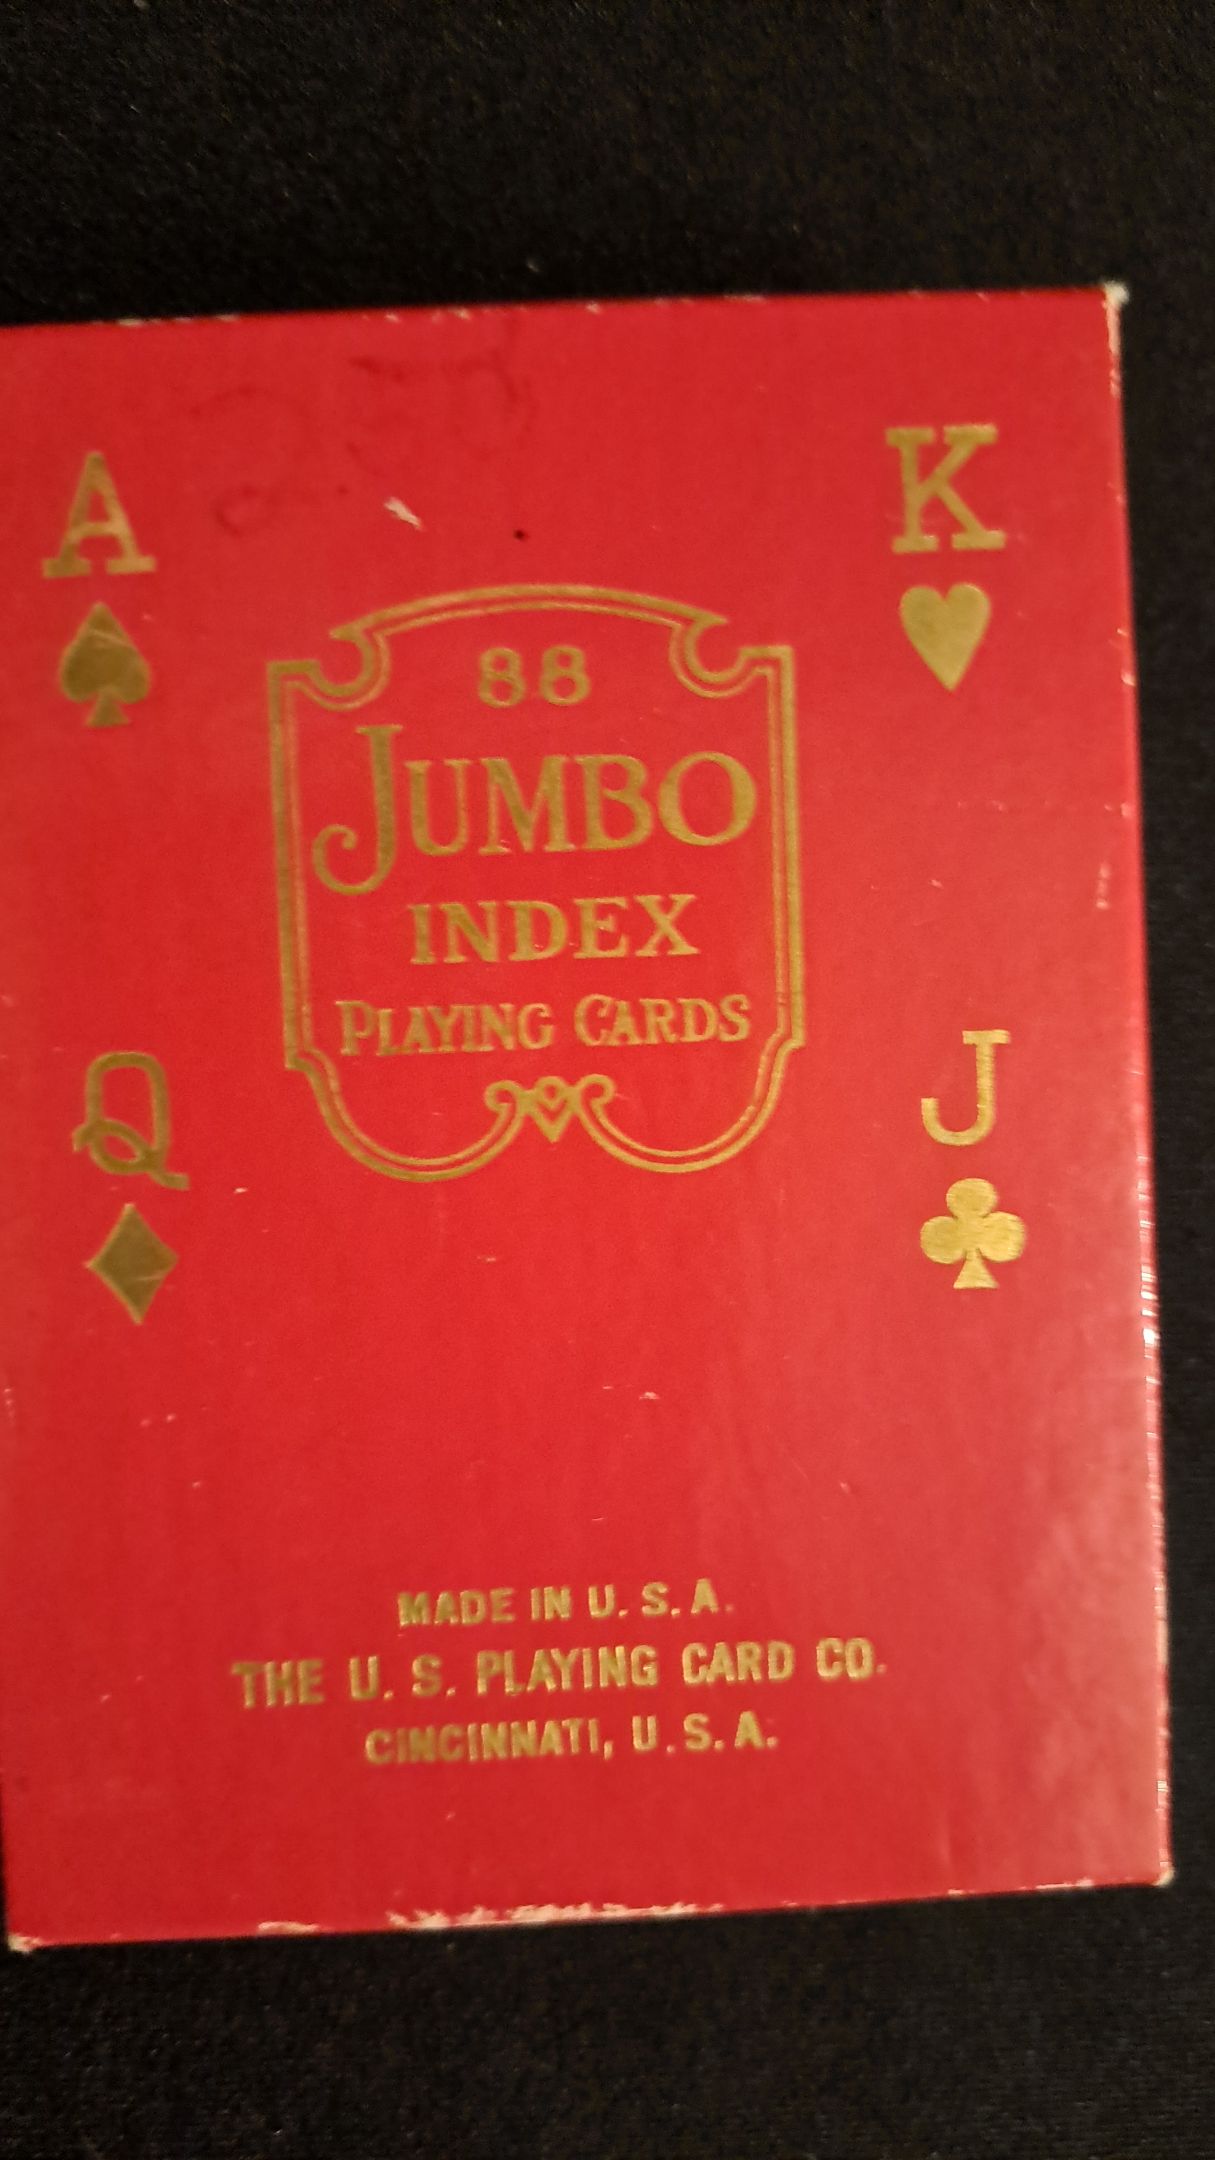 A
K
88
JUMBO
INDEX
PLAYING CARDS
Q
J
MADE IN U. S. A.
THE U. S. PLAYING CARD CO.
CINCINNATI, U. S. A.